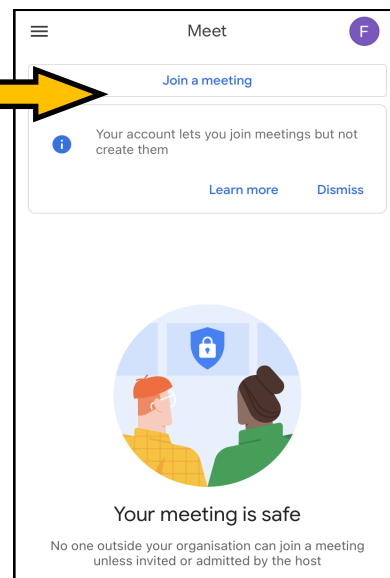 Meet
F
Join a meeting
Your account lets you join meetings but not
create them
Learn more Dismiss
Your meeting is safe
No one outside your organisation can join a meeting
unless invited or admitted by the host